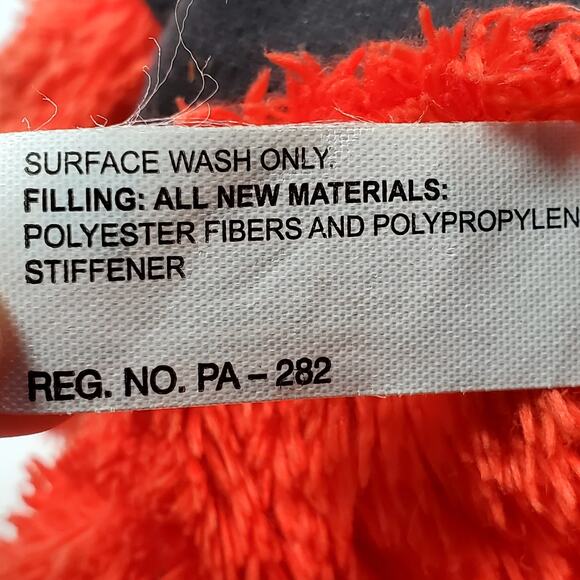 SURFACE WASH ONLY.
FILLING: ALL NEW MATERIALS:
POLYESTER FIBERS AND POLYPROPYLEN
STIFFENER
REG. NO. PA – 282